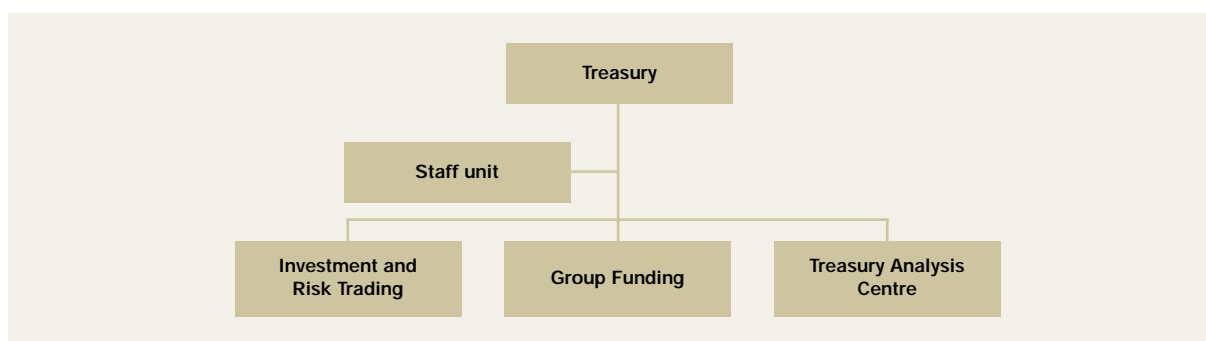 Treasury
Staff unit
Investment and
Risk Trading
Group Funding
Treasury Analysis
Centre